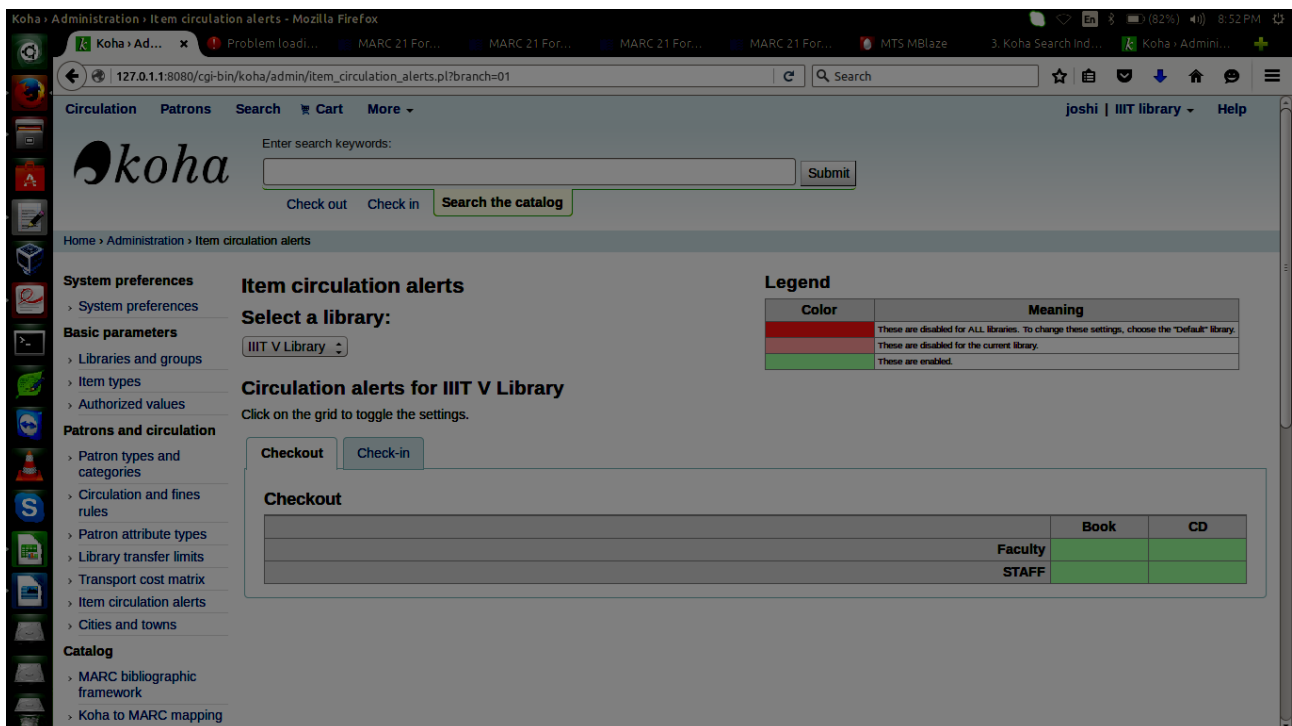 Koha › Administration › Item circulation alerts - Mozilla Firefox
En (82%) 8:52 PM
Koha › Ad... × Problem loadi... MARC 21 For... MARC 21 For... MARC 21 For... MARC 21 For... MTS MBlaze 3. Koha Search Ind... Koha › Admini...
127.0.1.1:8080/cgi-bin/koha/admin/item_circulation_alerts.pl?branch=01 Search
Circulation Patrons Search Cart More joshi | IIIT library Help
koha
Enter search keywords:
Submit
Check out Check in Search the catalog
Home › Administration › Item circulation alerts
System preferences
› System preferences
Basic parameters
› Libraries and groups
› Item types
› Authorized values
Patrons and circulation
› Patron types and
categories
› Circulation and fines
rules
› Patron attribute types
› Library transfer limits
› Transport cost matrix
› Item circulation alerts
› Cities and towns
Catalog
› MARC bibliographic
framework
› Koha to MARC mapping
Item circulation alerts
Select a library:
IIIT V Library
Legend
Color Meaning
These are disabled for ALL libraries. To change these settings, choose the "Default" library.
These are disabled for the current library.
These are enabled.
Circulation alerts for IIIT V Library
Click on the grid to toggle the settings.
Checkout Check-in
Checkout
Book CD
Faculty
STAFF